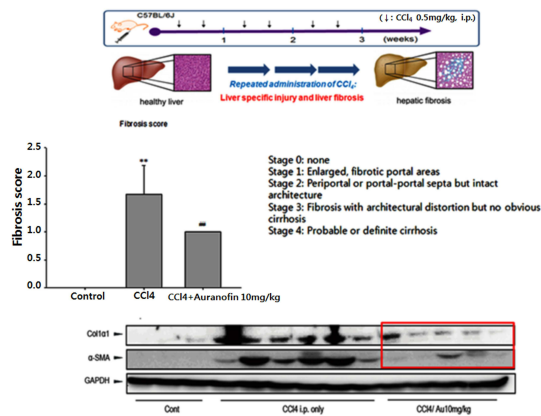 C57BL/6J
(↓: CCl₄ 0.5mg/kg, i.p.)
1 2 3 (weeks)
healthy liver
Repeated administration of CCl₄:
Liver specific injury and liver fibrosis
hepatic fibrosis
Fibrosis score
Fibrosis score
2.5
2.0
1.5
1.0
0.5
0.0
**
##
Control CCl4 CCl4+Auranofin 10mg/kg
Stage 0: none
Stage 1: Enlarged, fibrotic portal areas
Stage 2: Periportal or portal-portal septa but intact
architecture
Stage 3: Fibrosis with architectural distortion but no obvious
cirrhosis
Stage 4: Probable or definite cirrhosis
Col1α1
α-SMA
GAPDH
Cont CCl4 i.p. only CCl4/ Au10mg/kg